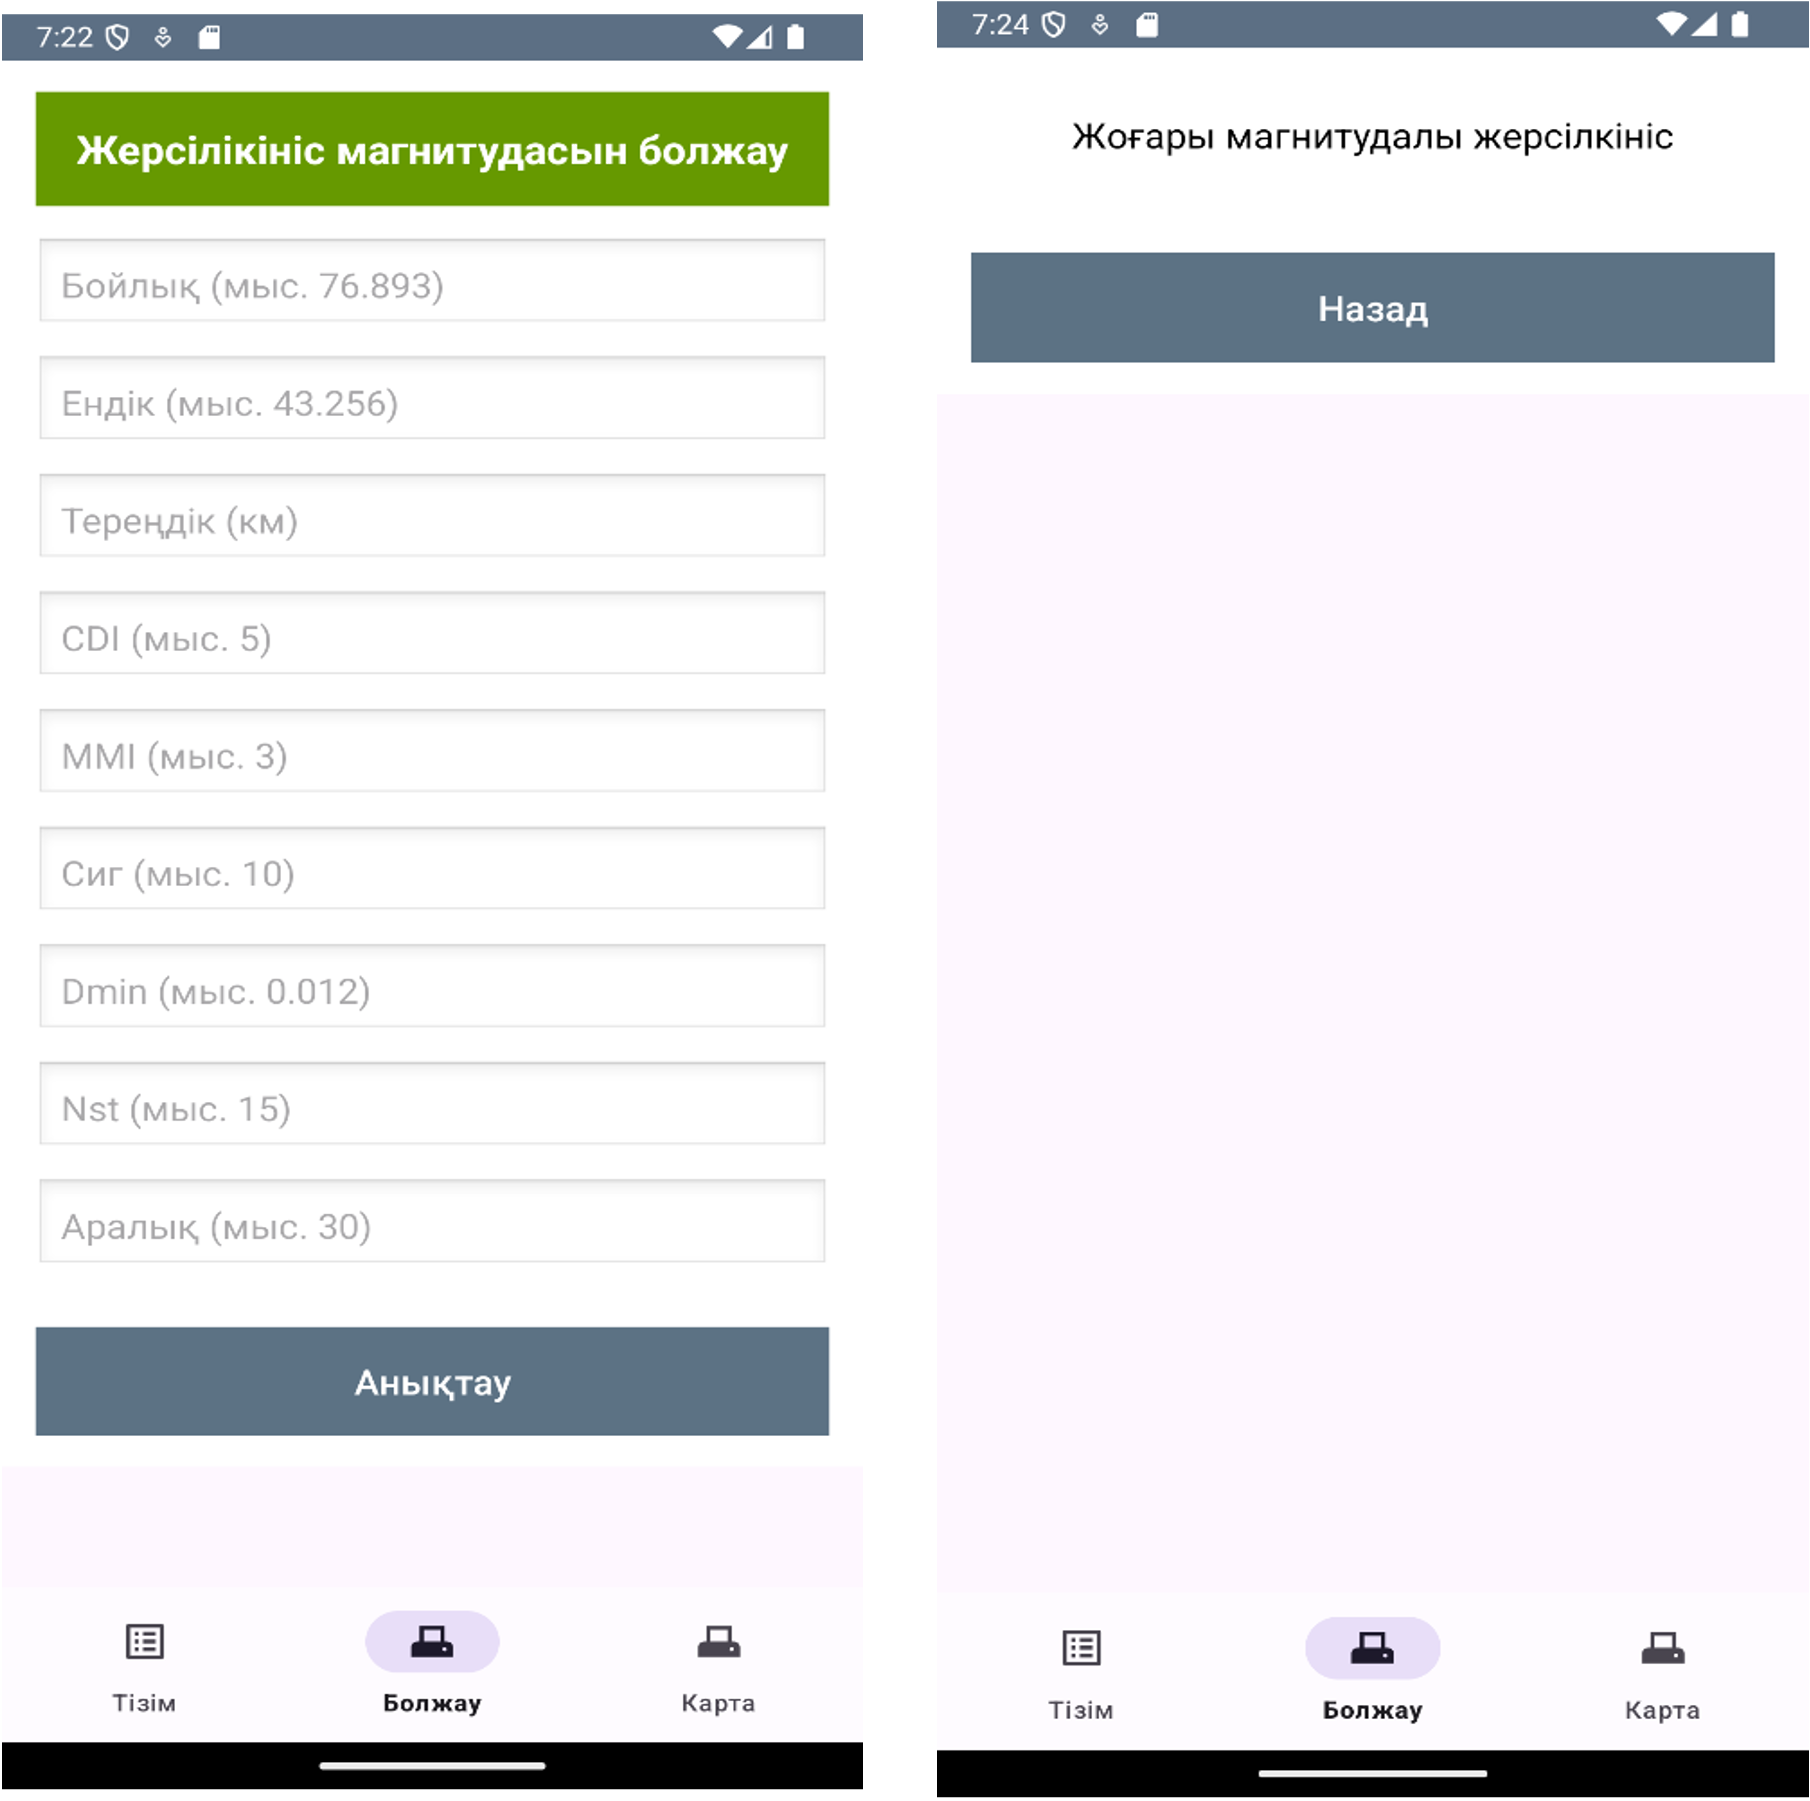 7:22
Жерсілікініс магнитудасын болжау
Бойлық (мыс. 76.893)
Ендік (мыс. 43.256)
Тереңдік (км)
CDI (мыс. 5)
MMI (мыс. 3)
Сиг (мыс. 10)
Dmin (мыс. 0.012)
Nst (мыс. 15)
Аралық (мыс. 30)
Анықтау
Тізім
Болжау
Карта
7:24
Жоғары магнитудалы жерсілкініс
Назад
Тізім
Болжау
Карта